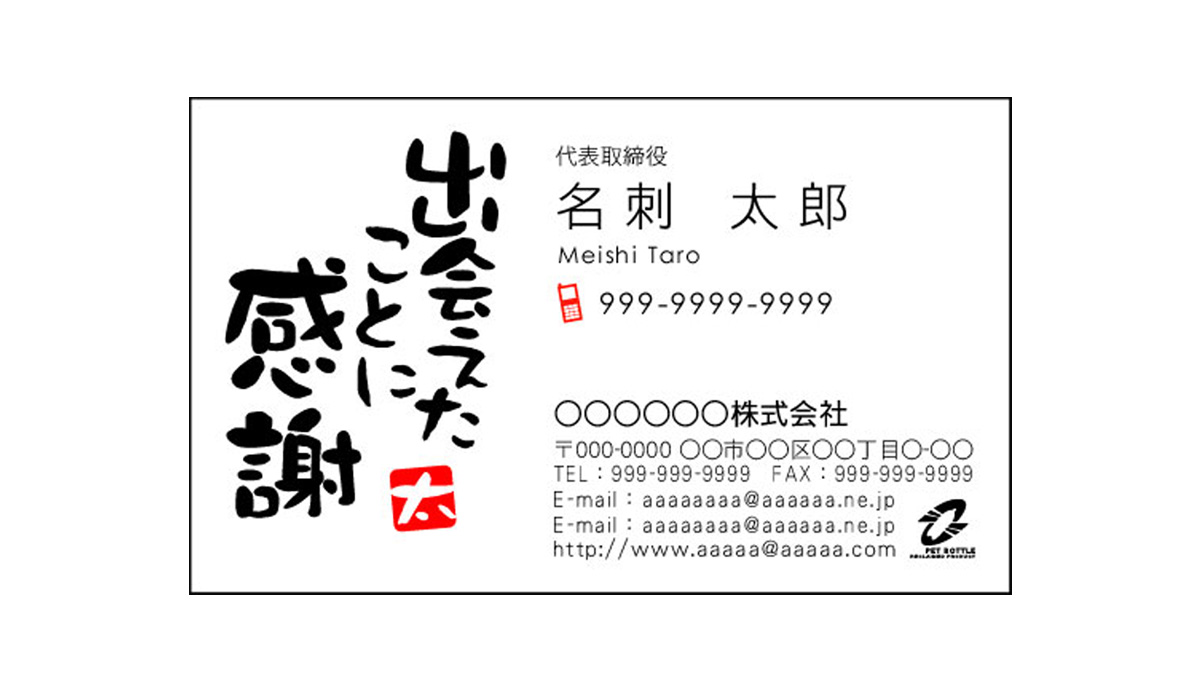 出会えた
ことに
感謝
太
代表取締役
名刺 太郎
Meishi Taro
999-9999-9999
〇〇〇〇〇〇株式会社
〒000-0000 〇〇市〇〇区〇〇丁目〇-〇〇
TEL：999-999-9999 FAX：999-999-9999
E-mail：aaaaaaaa@aaaaaa.ne.jp
E-mail：aaaaaaaa@aaaaaa.ne.jp
http://www.aaaaa@aaaaa.com
PET BOTTLE
RECLAIMED PRODUCT